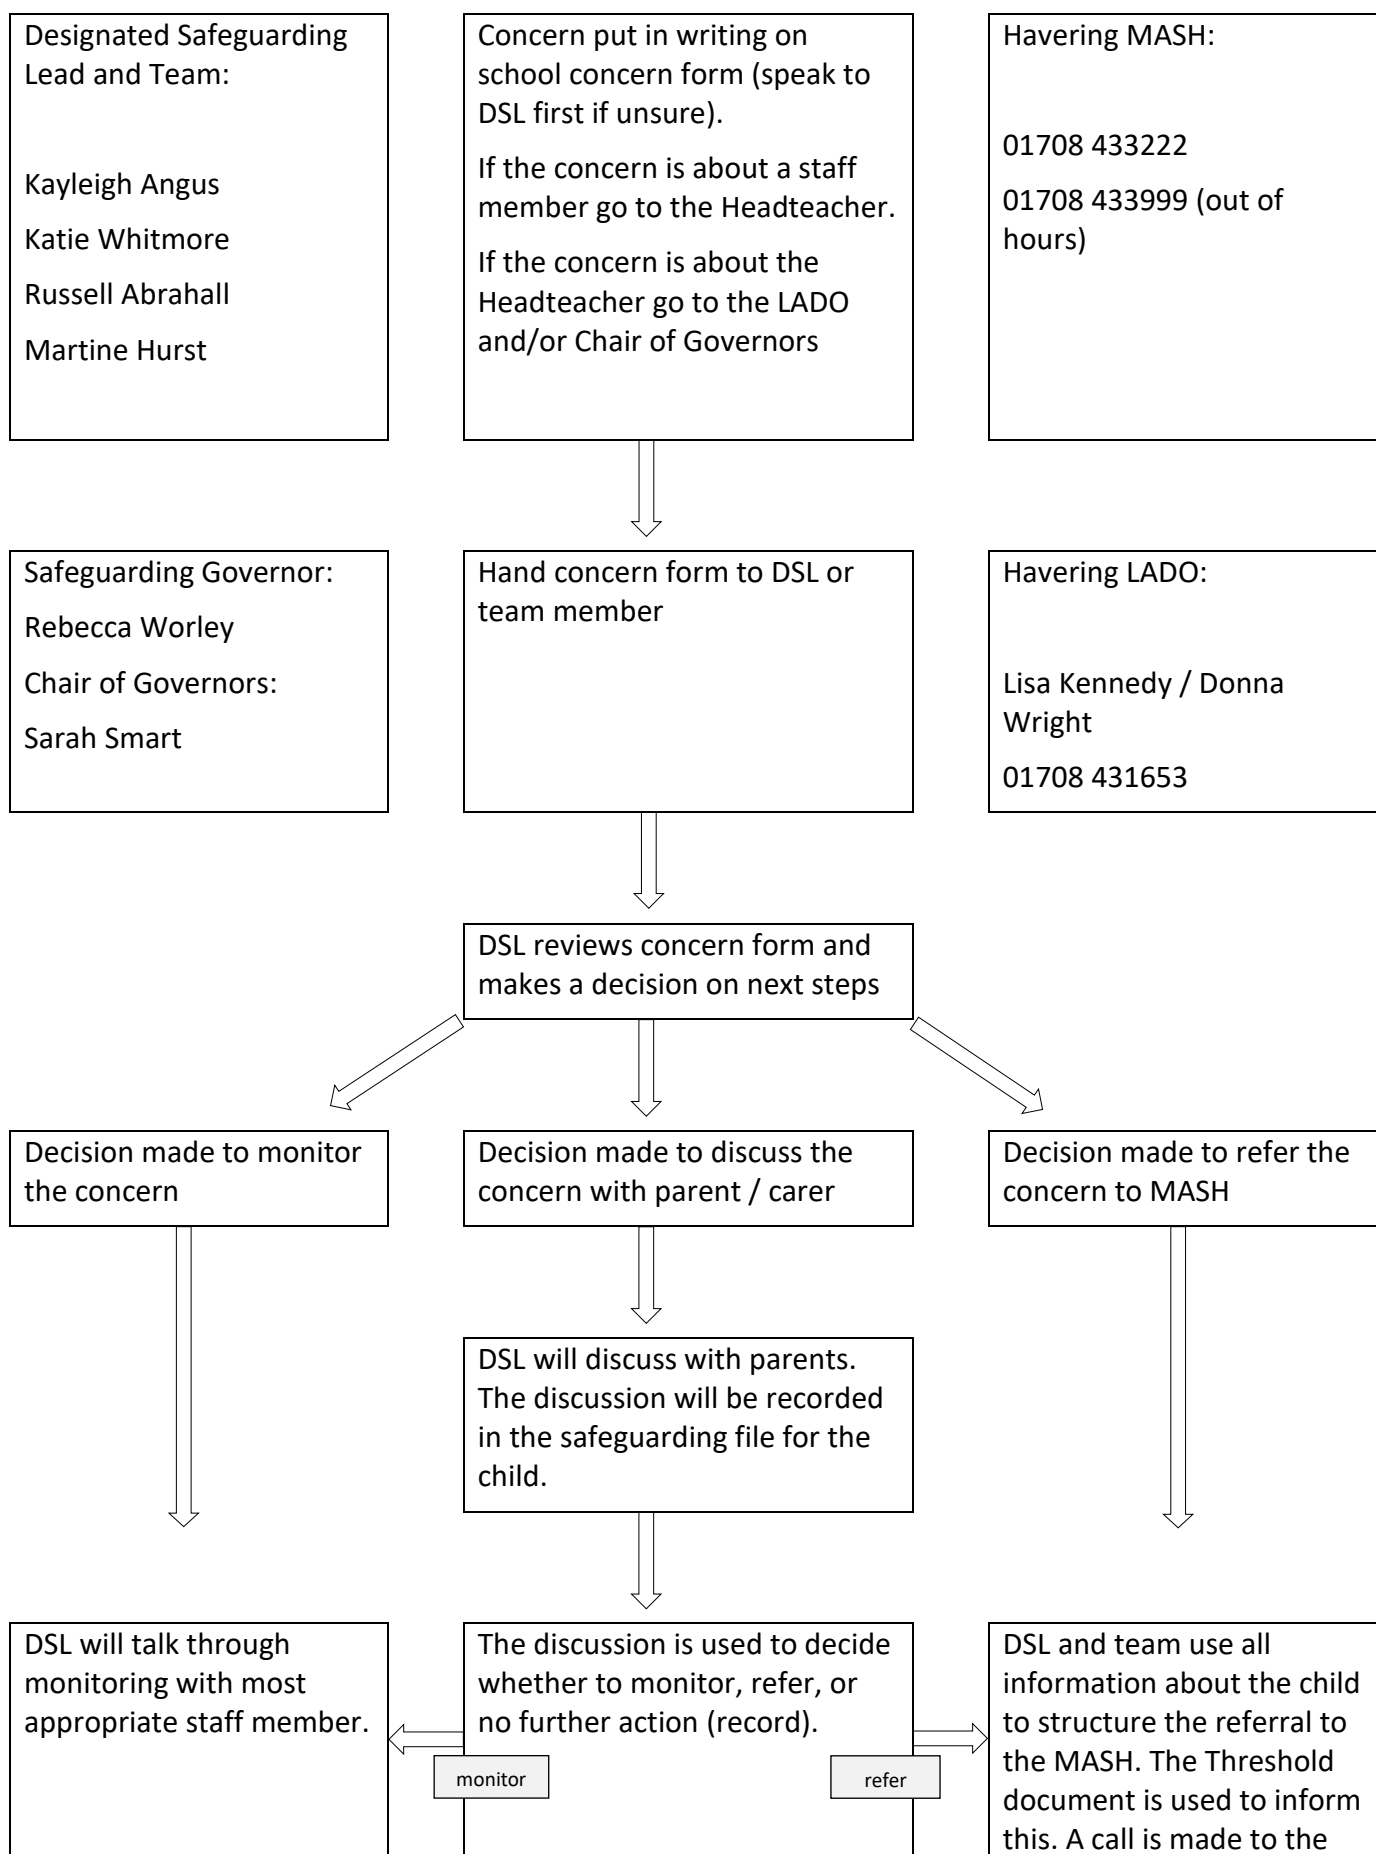 Designated Safeguarding
Lead and Team:
Kayleigh Angus
Katie Whitmore
Russell Abrahall
Martine Hurst
Concern put in writing on
school concern form (speak to
DSL first if unsure).
If the concern is about a staff
member go to the Headteacher.
If the concern is about the
Headteacher go to the LADO
and/or Chair of Governors
Havering MASH:
01708 433222
01708 433999 (out of
hours)
Safeguarding Governor:
Rebecca Worley
Chair of Governors:
Sarah Smart
Hand concern form to DSL or
team member
Havering LADO:
Lisa Kennedy / Donna
Wright
01708 431653
DSL reviews concern form and
makes a decision on next steps
Decision made to monitor
the concern
Decision made to discuss the
concern with parent / carer
Decision made to refer the
concern to MASH
DSL will discuss with parents.
The discussion will be recorded
in the safeguarding file for the
child.
DSL will talk through
monitoring with most
appropriate staff member.
The discussion is used to decide
whether to monitor, refer, or
no further action (record).
monitor
refer
DSL and team use all
information about the child
to structure the referral to
the MASH. The Threshold
document is used to inform
this. A call is made to the